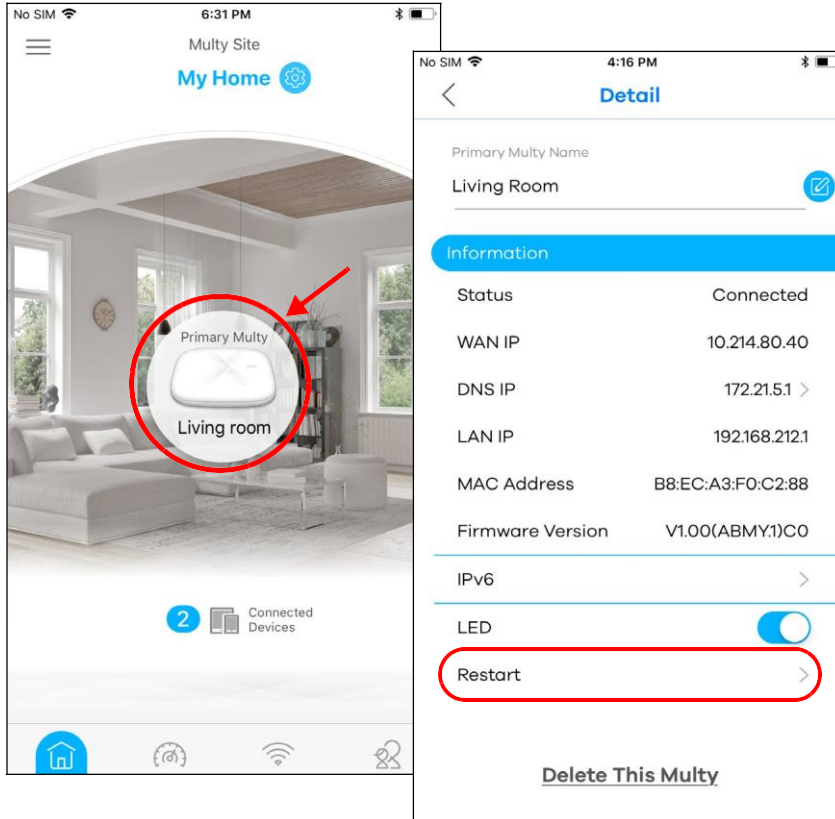 No SIM 6:31 PM
Multy Site
My Home
Primary Multy
Living room
2 Connected
Devices
No SIM 4:16 PM
Detail
Primary Multy Name
Living Room
Information
Status Connected
WAN IP 10.214.80.40
DNS IP 172.21.5.1 >
LAN IP 192.168.212.1
MAC Address B8:EC:A3:F0:C2:88
Firmware Version V1.00(ABMY.1)C0
IPv6 >
LED
Restart >
Delete This Multy